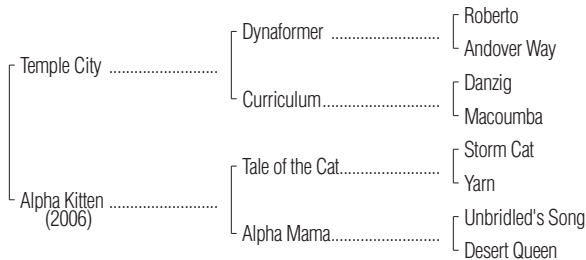 Roberto
Dynaformer ........................
Andover Way
Temple City ........................
Danzig
Curriculum..........................
Macoumba
Storm Cat
Tale of the Cat......................
Yarn
Alpha Kitten ........................
(2006)
Unbridled's Song
Alpha Mama........................
Desert Queen